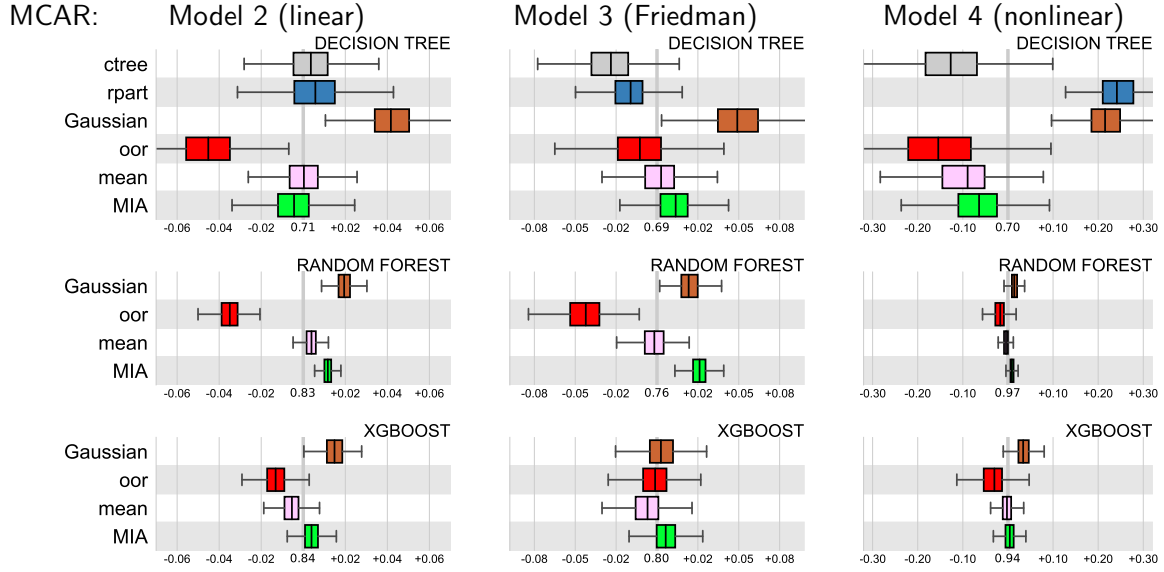 MCAR: Model 2 (linear) Model 3 (Friedman) Model 4 (nonlinear)
DECISION TREE DECISION TREE DECISION TREE
ctree
rpart
Gaussian
oor
mean
MIA
-0.06 -0.04 -0.02 0.71 +0.02 +0.04 +0.06 -0.08 -0.05 -0.02 0.69 +0.02 +0.05 +0.08 -0.30 -0.20 -0.10 0.70 +0.10 +0.20 +0.30
RANDOM FOREST RANDOM FOREST RANDOM FOREST
Gaussian
oor
mean
MIA
-0.06 -0.04 -0.02 0.83 +0.02 +0.04 +0.06 -0.08 -0.05 -0.02 0.76 +0.02 +0.05 +0.08 -0.30 -0.20 -0.10 0.97 +0.10 +0.20 +0.30
XGBOOST XGBOOST XGBOOST
Gaussian
oor
mean
MIA
-0.06 -0.04 -0.02 0.84 +0.02 +0.04 +0.06 -0.08 -0.05 -0.02 0.80 +0.02 +0.05 +0.08 -0.30 -0.20 -0.10 0.94 +0.10 +0.20 +0.30